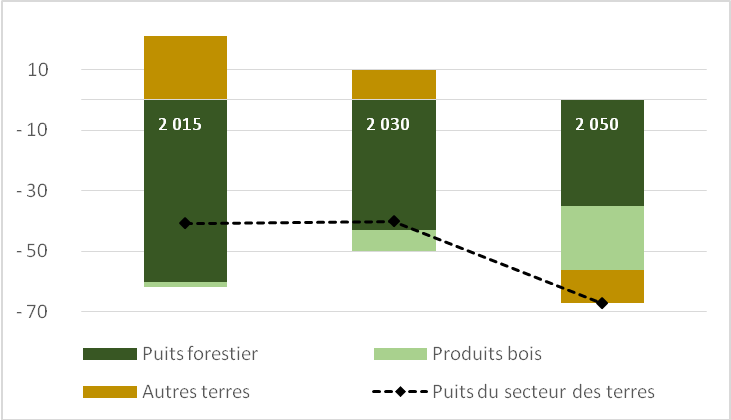 10
2 015
2 030
2 050
- 10
- 30
- 50
- 70
Puits forestier
Produits bois
Autres terres
Puits du secteur des terres